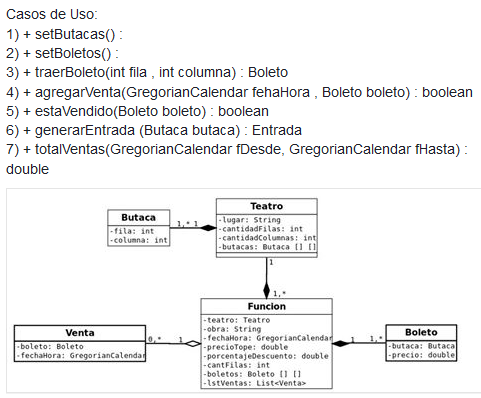 Casos de Uso:
1) + setButacas() :
2) + setBoletos() :
3) + traerBoleto(int fila , int columna) : Boleto
4) + agregarVenta(GregorianCalendar fehaHora , Boleto boleto) : boolean
5) + estaVendido(Boleto boleto) : boolean
6) + generarEntrada (Butaca butaca) : Entrada
7) + totalVentas(GregorianCalendar fDesde, GregorianCalendar fHasta) :
double
Teatro
-lugar: String
-cantidadFilas: int
-cantidadColumnas: int
-butacas: Butaca [] []
Butaca
-fila: int
-columna: int
1,* 1
1
1,*
Funcion
-teatro: Teatro
-obra: String
-fechaHora: GregorianCalendar
-precioTope: double
-porcentajeDescuento: double
-cantFilas: int
-boletos: Boleto [] []
-lstVentas: List<Venta>
Venta
-boleto: Boleto
-fechaHora: GregorianCalendar
0,* 1
1 1,*
Boleto
-butaca: Butaca
-precio: double